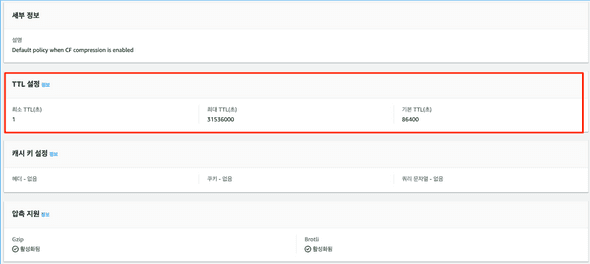 세부 정보
설명
Default policy when CF compression is enabled
TTL 설정 정보
최소 TTL(초) 최대 TTL(초) 기본 TTL(초)
1 31536000 86400
캐시 키 설정 정보
헤더 - 없음 쿠키 - 없음 쿼리 문자열 - 없음
압축 지원 정보
Gzip Brotli
활성화됨 활성화됨